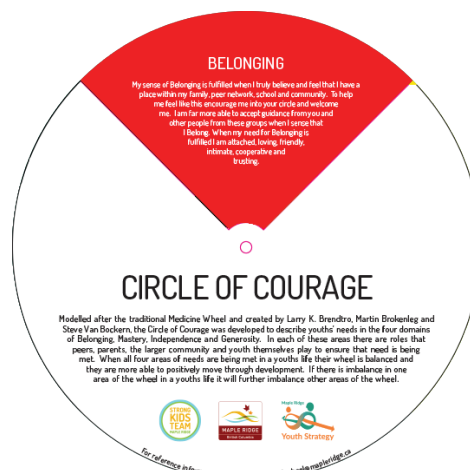 BELONGING
My sense of Belonging is fulfilled when I truly believe and feel that I have a
place within my family, peer network, school and community. To help
me feel like this encourage me into your circle and welcome
me. I am far more able to accept guidance from you and
other people from these groups when I sense that
I Belong. When my need for Belonging is
fulfilled I am attached, loving, friendly,
intimate, cooperative and
trusting.
CIRCLE OF COURAGE
Modelled after the traditional Medicine Wheel and created by Larry K. Brendtro, Martin Brokenleg and
Steve Van Bockern, the Circle of Courage was developed to describe youths' needs in the four domains
of Belonging, Mastery, Independence and Generosity. In each of these areas there are roles that
peers, parents, the larger community and youth themselves play to ensure that need is being
met. When all four areas of needs are being met in a youths life their wheel is balanced and
they are more able to positively move through development. If there is imbalance in one
area of the wheel in a youths life it will further imbalance other areas of the wheel.
STRONG
KIDS
TEAM
MAPLE RIDGE
MAPLE RIDGE
British Columbia
Maple Ridge
Youth Strategy
For reference
mapleridge.ca